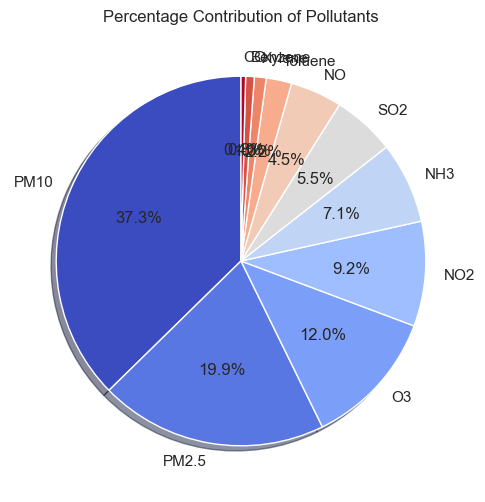 Percentage Contribution of Pollutants
Toluene
NO
SO2
NH3
NO2
O3
PM2.5
PM10
4.5%
5.5%
7.1%
9.2%
12.0%
19.9%
37.3%